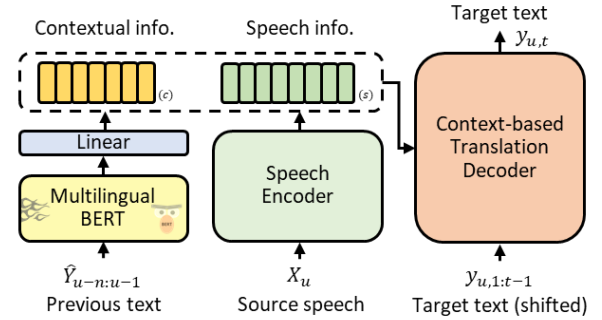 Target text
Contextual info.
Speech info.
y_{u,t}
(c)
(s)
Linear
Multilingual
BERT
BERT
Speech
Encoder
Context-based
Translation
Decoder
Ŷ_{u−n:u−1}
X_u
y_{u,1:t−1}
Previous text
Source speech
Target text (shifted)